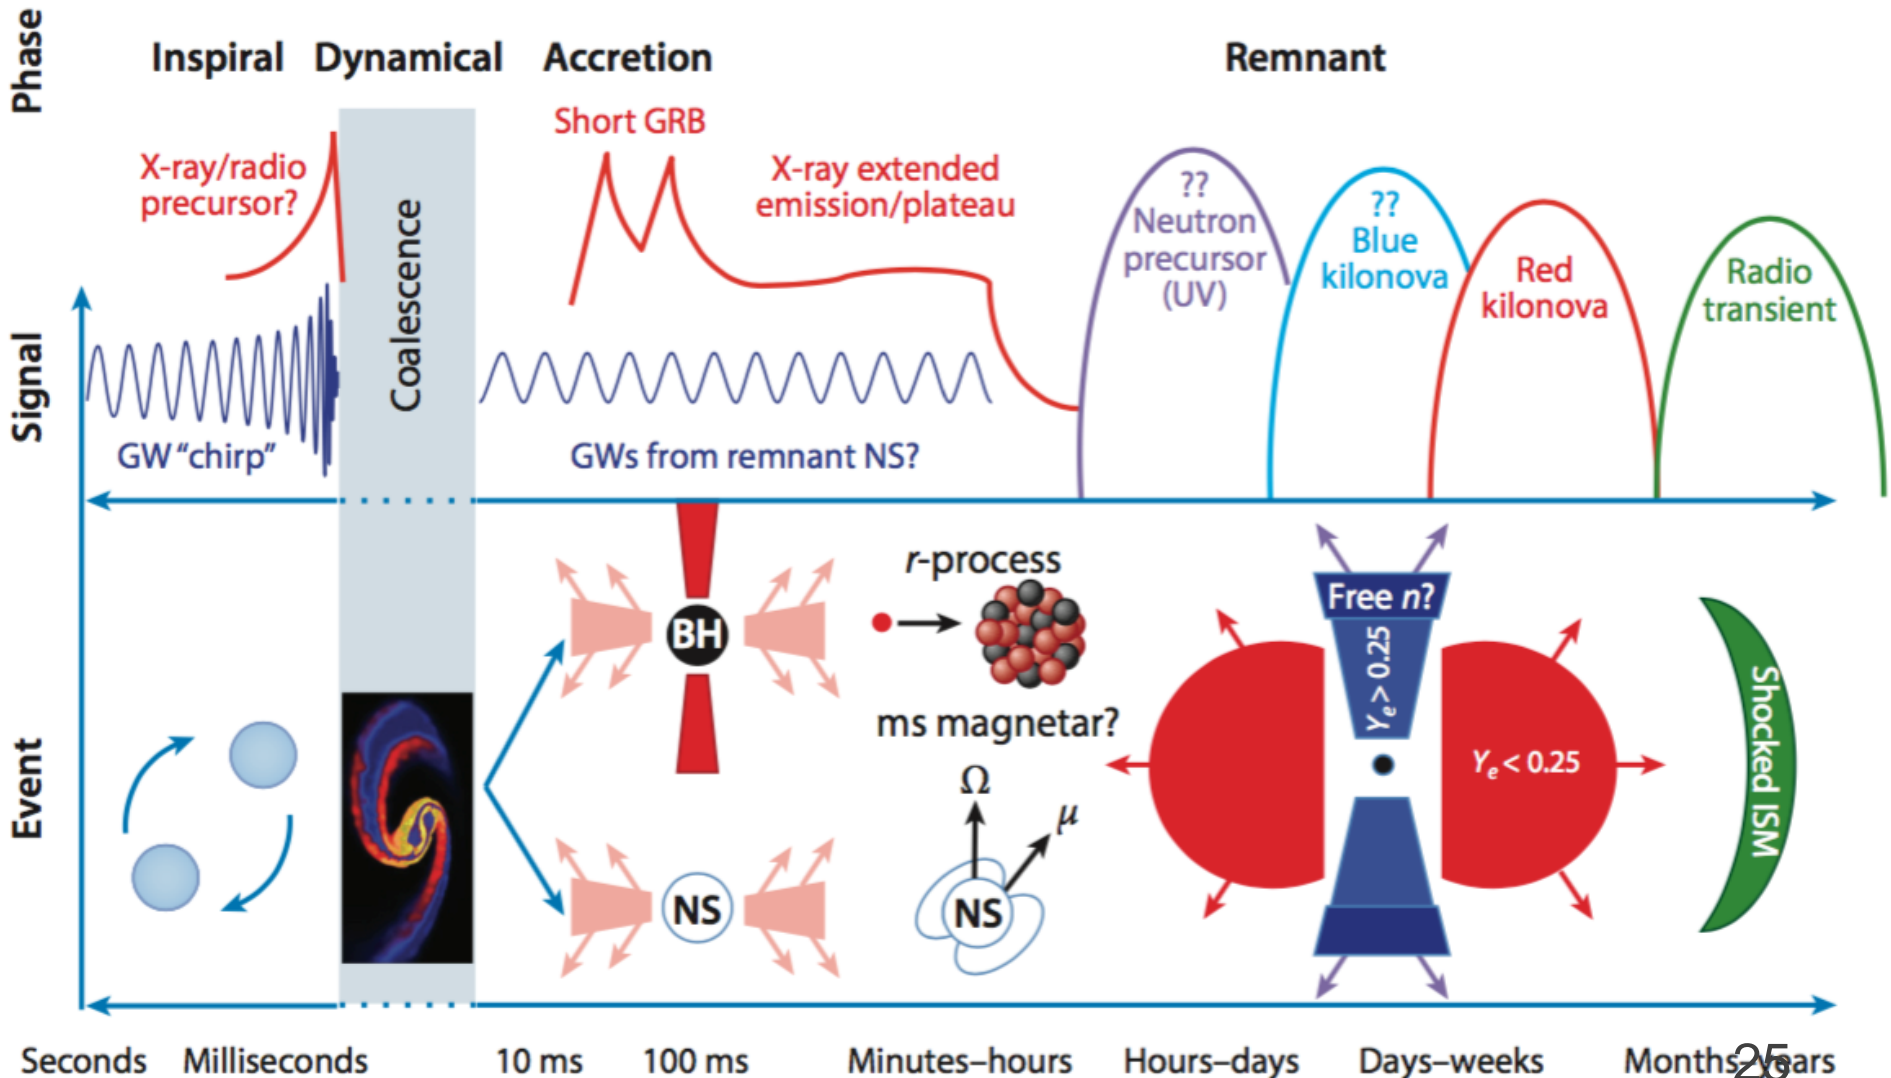 Phase
Inspiral
Dynamical
Accretion
Remnant
Short GRB
X-ray/radio
precursor?
X-ray extended
emission/plateau
??
Neutron
precursor
(UV)
??
Blue
kilonova
Red
kilonova
Radio
transient
Coalescence
Signal
GW “chirp”
GWs from remnant NS?
Event
BH
r-process
ms magnetar?
Ω
μ
NS
NS
Free n?
Ye > 0.25
Ye < 0.25
Shocked ISM
Seconds
Milliseconds
10 ms
100 ms
Minutes–hours
Hours–days
Days–weeks
Months–years
25